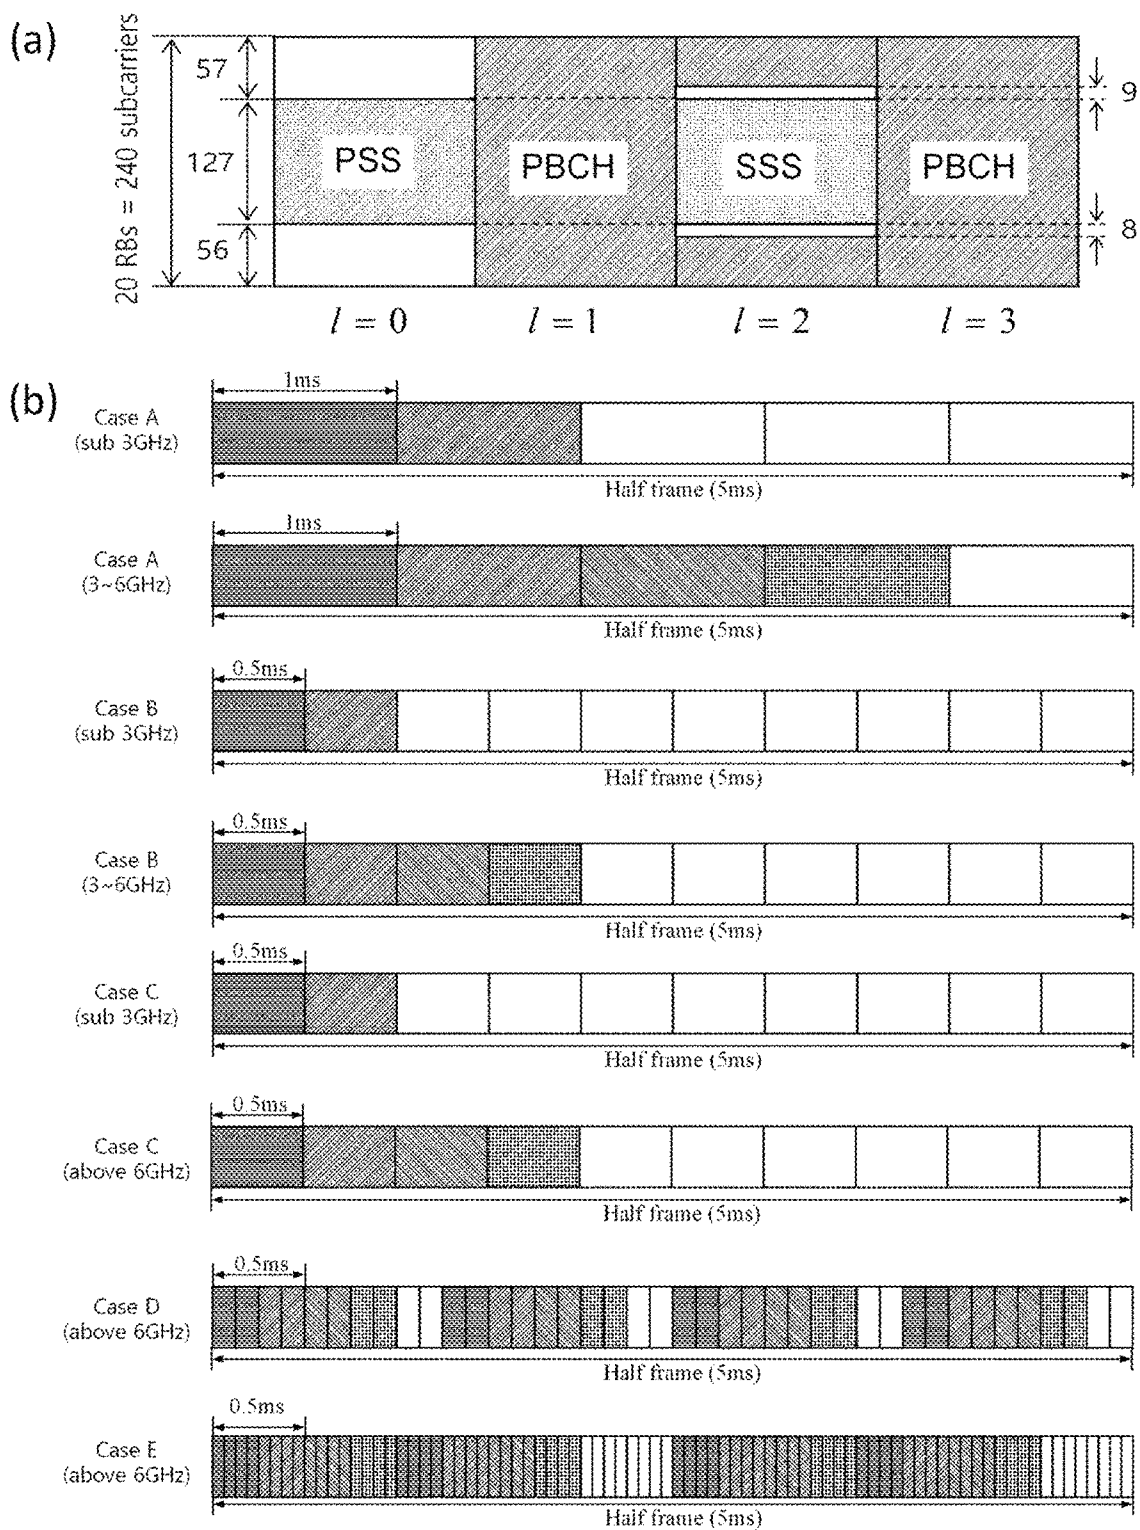 (a)
20 RBs = 240 subcarriers
57
127
56
PSS
PBCH
SSS
PBCH
9
8
l = 0
l = 1
l = 2
l = 3
(b)
1ms
Case A
(sub 3GHz)
Half frame (5ms)
1ms
Case A
(3~6GHz)
Half frame (5ms)
0.5ms
Case B
(sub 3GHz)
Half frame (5ms)
0.5ms
Case B
(3~6GHz)
Half frame (5ms)
0.5ms
Case C
(sub 3GHz)
Half frame (5ms)
0.5ms
Case C
(above 6GHz)
Half frame (5ms)
0.5ms
Case D
(above 6GHz)
Half frame (5ms)
0.5ms
Case E
(above 6GHz)
Half frame (5ms)